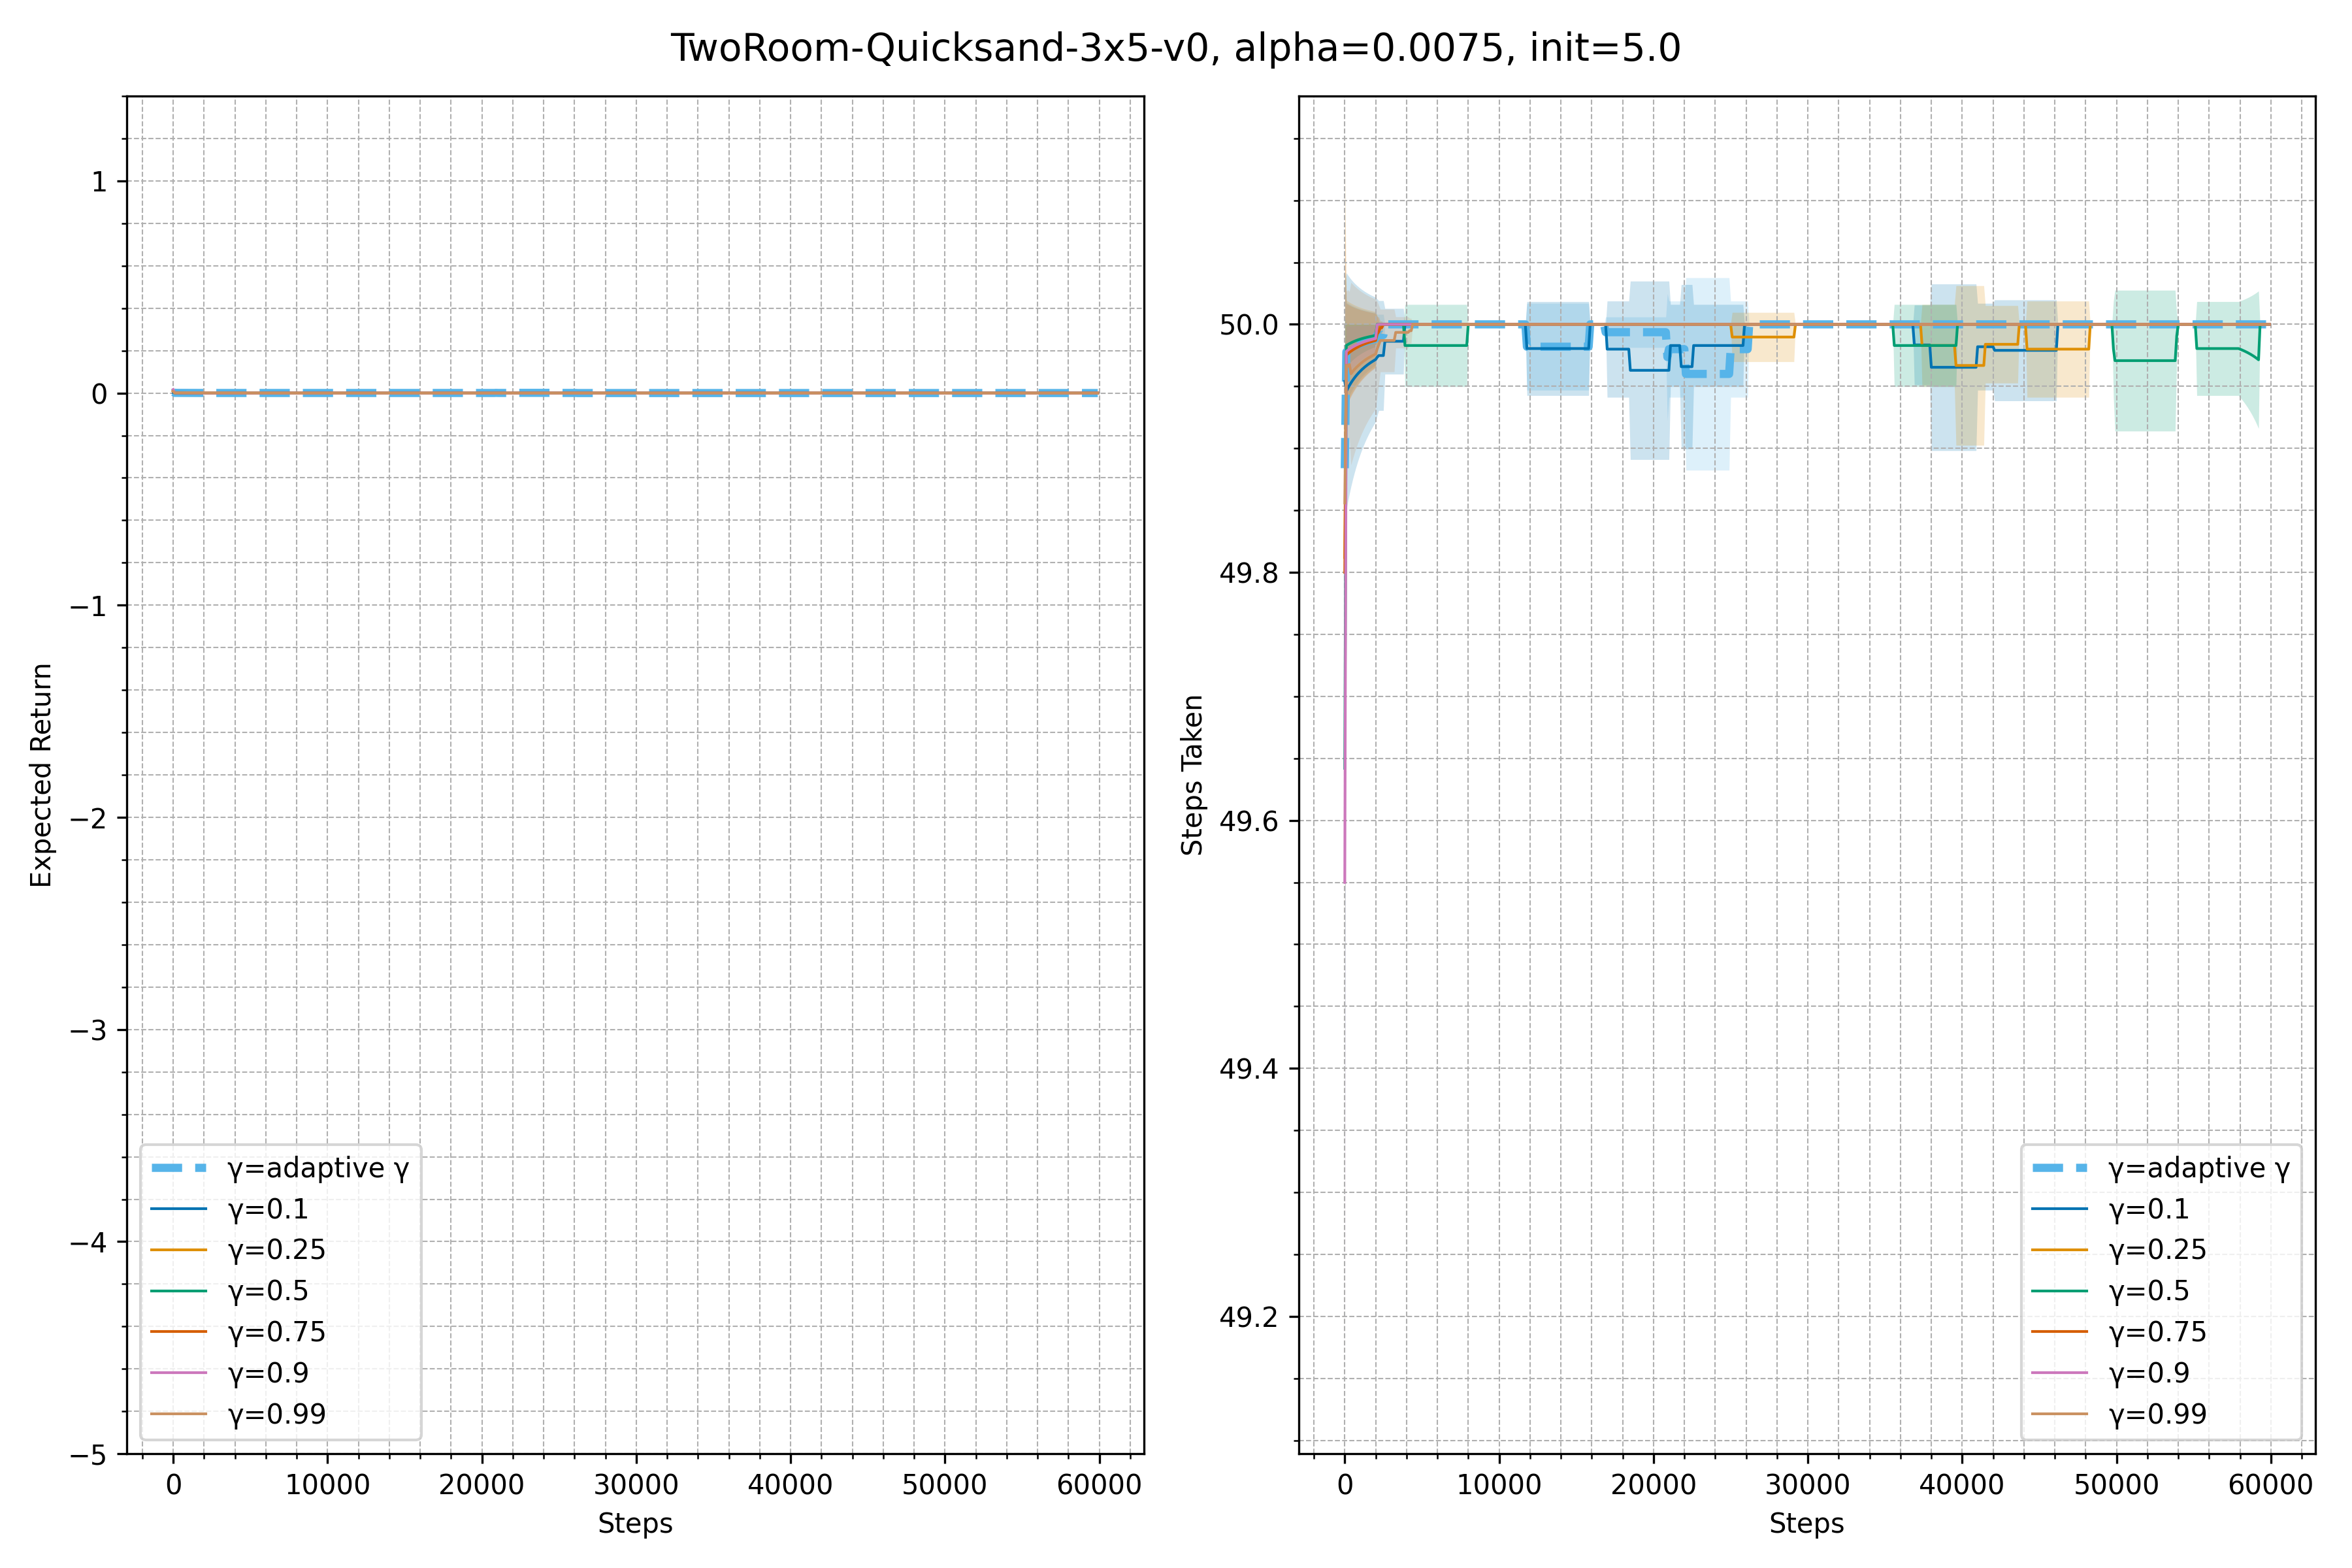 TwoRoom-Quicksand-3x5-v0, alpha=0.0075, init=5.0
Expected Return
1
0
−1
−2
−3
−4
−5
0 10000 20000 30000 40000 50000 60000
Steps
γ=adaptive γ
γ=0.1
γ=0.25
γ=0.5
γ=0.75
γ=0.9
γ=0.99
Steps Taken
50.0
49.8
49.6
49.4
49.2
0 10000 20000 30000 40000 50000 60000
Steps
γ=adaptive γ
γ=0.1
γ=0.25
γ=0.5
γ=0.75
γ=0.9
γ=0.99